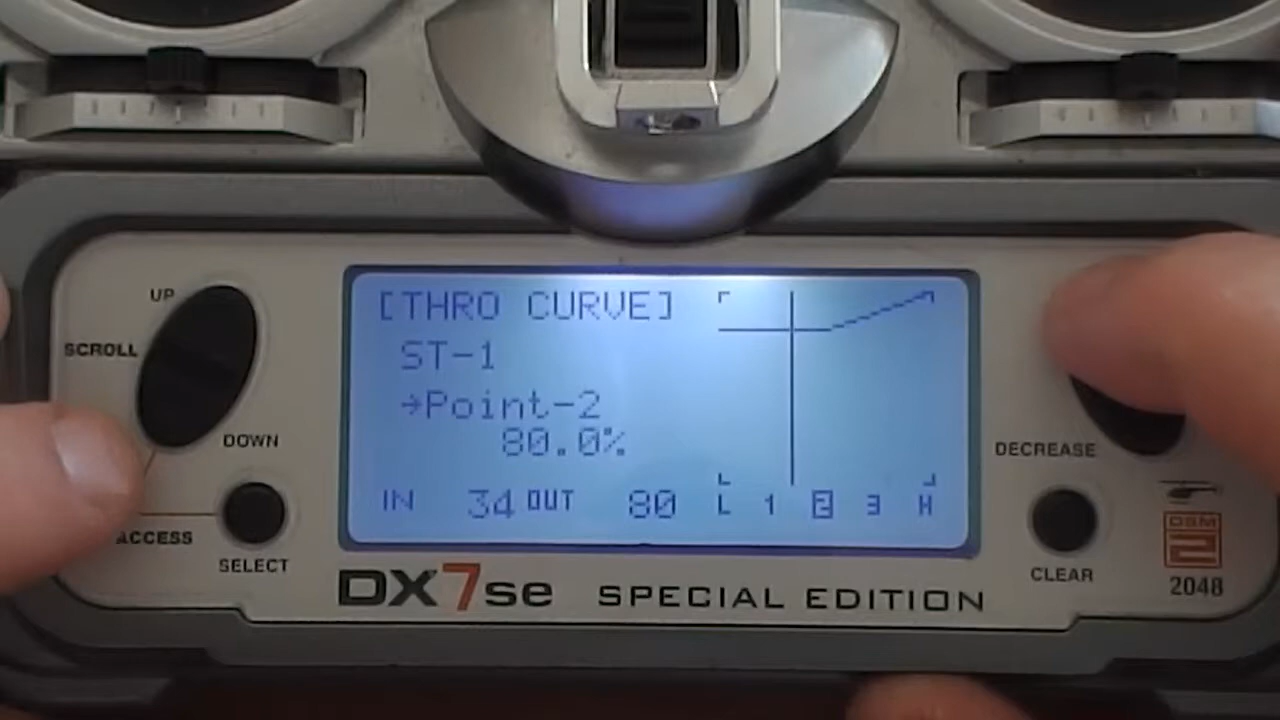 UP
SCROLL
DOWN
ACCESS
SELECT
[THRO CURVE]
ST-1
→Point-2
80.0%
IN 34 OUT 80 L 1 2 3 H
DECREASE
CLEAR
DSM
2
2048
DX7se SPECIAL EDITION